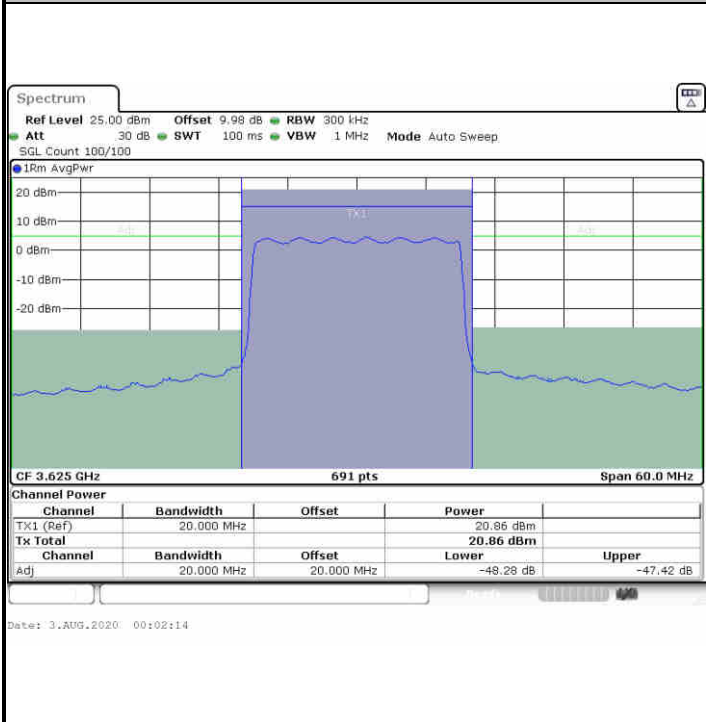 Spectrum
Ref Level 25.00 dBm Offset 9.98 dB RBW 300 kHz
Att 30 dB SWT 100 ms VBW 1 MHz Mode Auto Sweep
SGL Count 100/100
1Rm AvgPwr
20 dBm
TX1
10 dBm
Adj Adj
0 dBm
-10 dBm
-20 dBm
CF 3.625 GHz 691 pts Span 60.0 MHz
Channel Power
Channel Bandwidth Offset Power
TX1 (Ref) 20.000 MHz 20.86 dBm
Tx Total 20.86 dBm
Channel Bandwidth Offset Lower Upper
Adj 20.000 MHz 20.000 MHz -48.28 dB -47.42 dB
Date: 3.AUG.2020 00:02:14